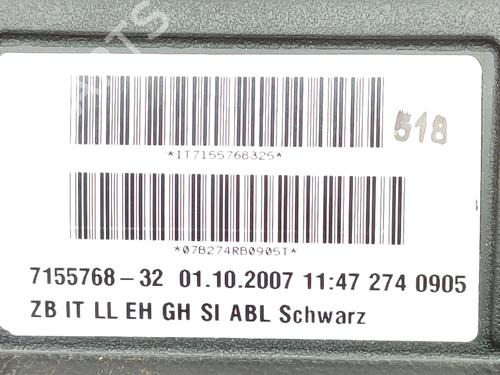 518
*IT7155768325*
*07B274RB0905T*
7155768-32 01.10.2007 11:47 274 0905
ZB IT LL EH GH SI ABL Schwarz